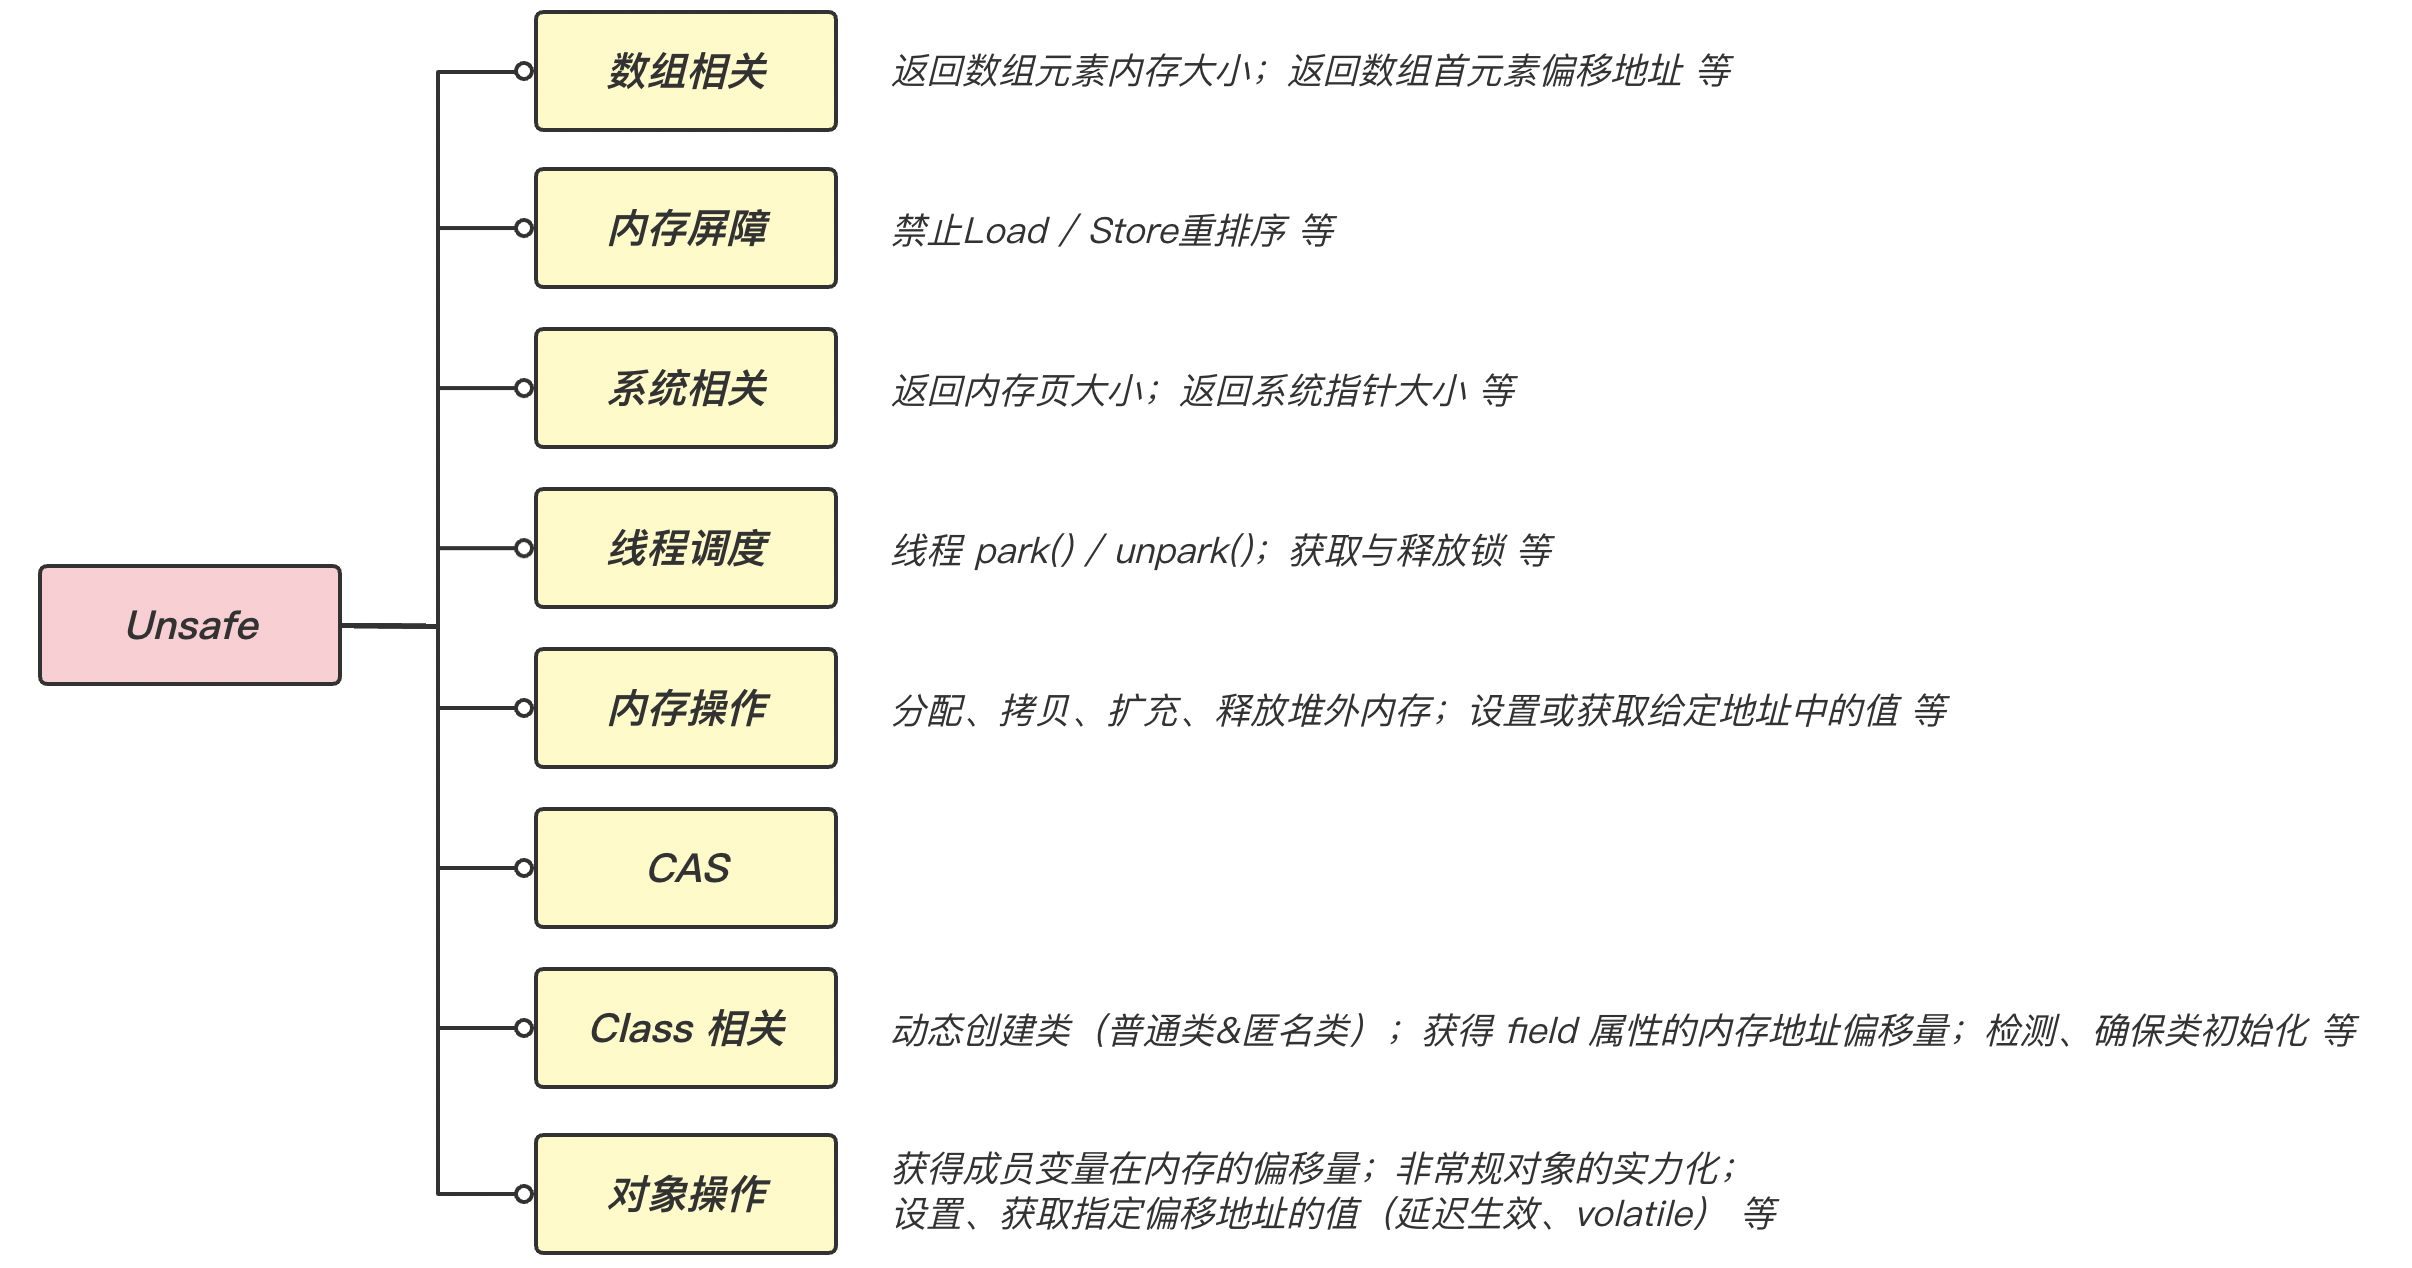 数组相关
返回数组元素内存大小；返回数组首元素偏移地址 等
内存屏障
禁止Load / Store重排序 等
系统相关
返回内存页大小；返回系统指针大小 等
线程调度
线程 park() / unpark()；获取与释放锁 等
Unsafe
内存操作
分配、拷贝、扩充、释放堆外内存；设置或获取给定地址中的值 等
CAS
Class 相关
动态创建类（普通类&匿名类）；获得 field 属性的内存地址偏移量；检测、确保类初始化 等
对象操作
获得成员变量在内存的偏移量；非常规对象的实力化；
设置、获取指定偏移地址的值（延迟生效、volatile） 等